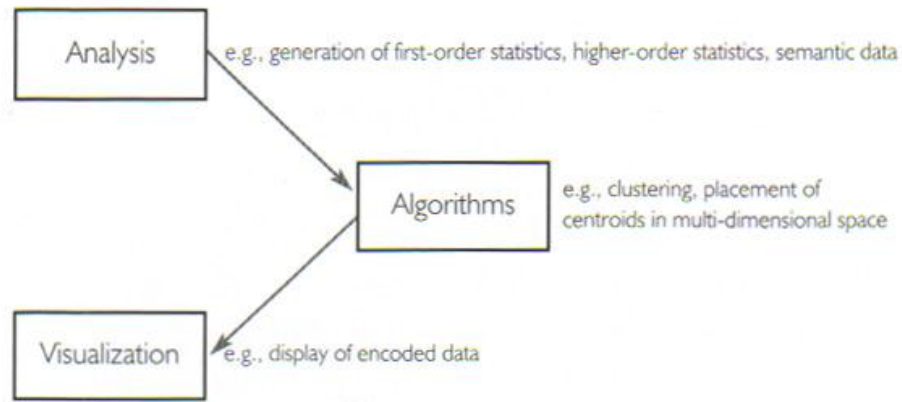 Analysis
e.g., generation of first-order statistics, higher-order statistics, semantic data
Algorithms
e.g., clustering, placement of
centroids in multi-dimensional space
Visualization
e.g., display of encoded data